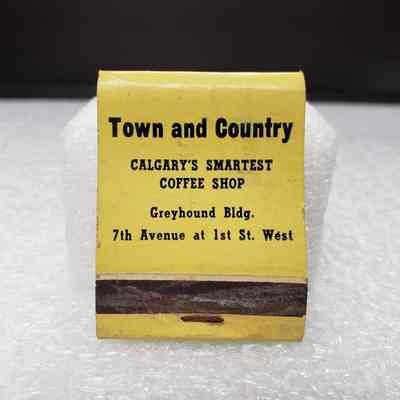 Town and Country
CALGARY'S SMARTEST
COFFEE SHOP
Greyhound Bldg.
7th Avenue at 1st St. West